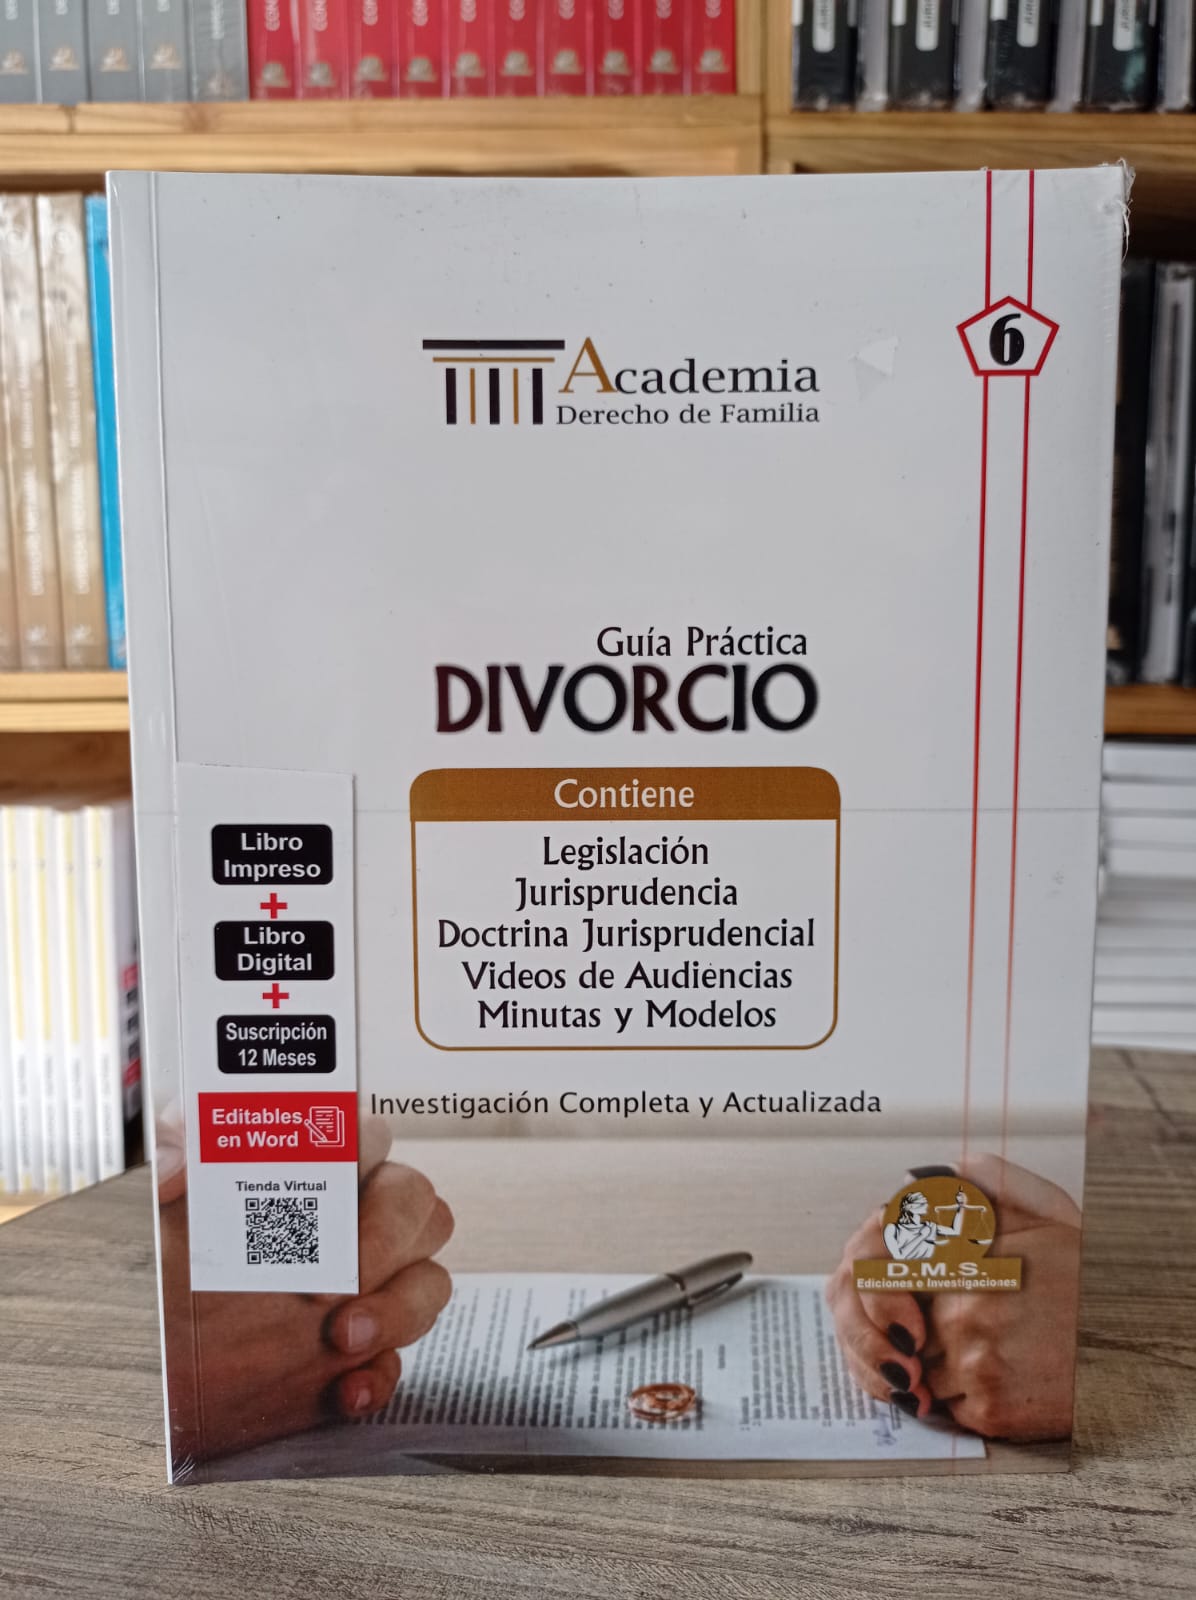 6
Academia
Derecho de Familia
Guía Práctica
DIVORCIO
Contiene
Legislación
Jurisprudencia
Doctrina Jurisprudencial
Videos de Audiencias
Minutas y Modelos
Investigación Completa y Actualizada
Libro
Impreso
+
Libro
Digital
+
Suscripción
12 Meses
Editables
en Word
Tienda Virtual
D.M.S.
Ediciones e Investigaciones